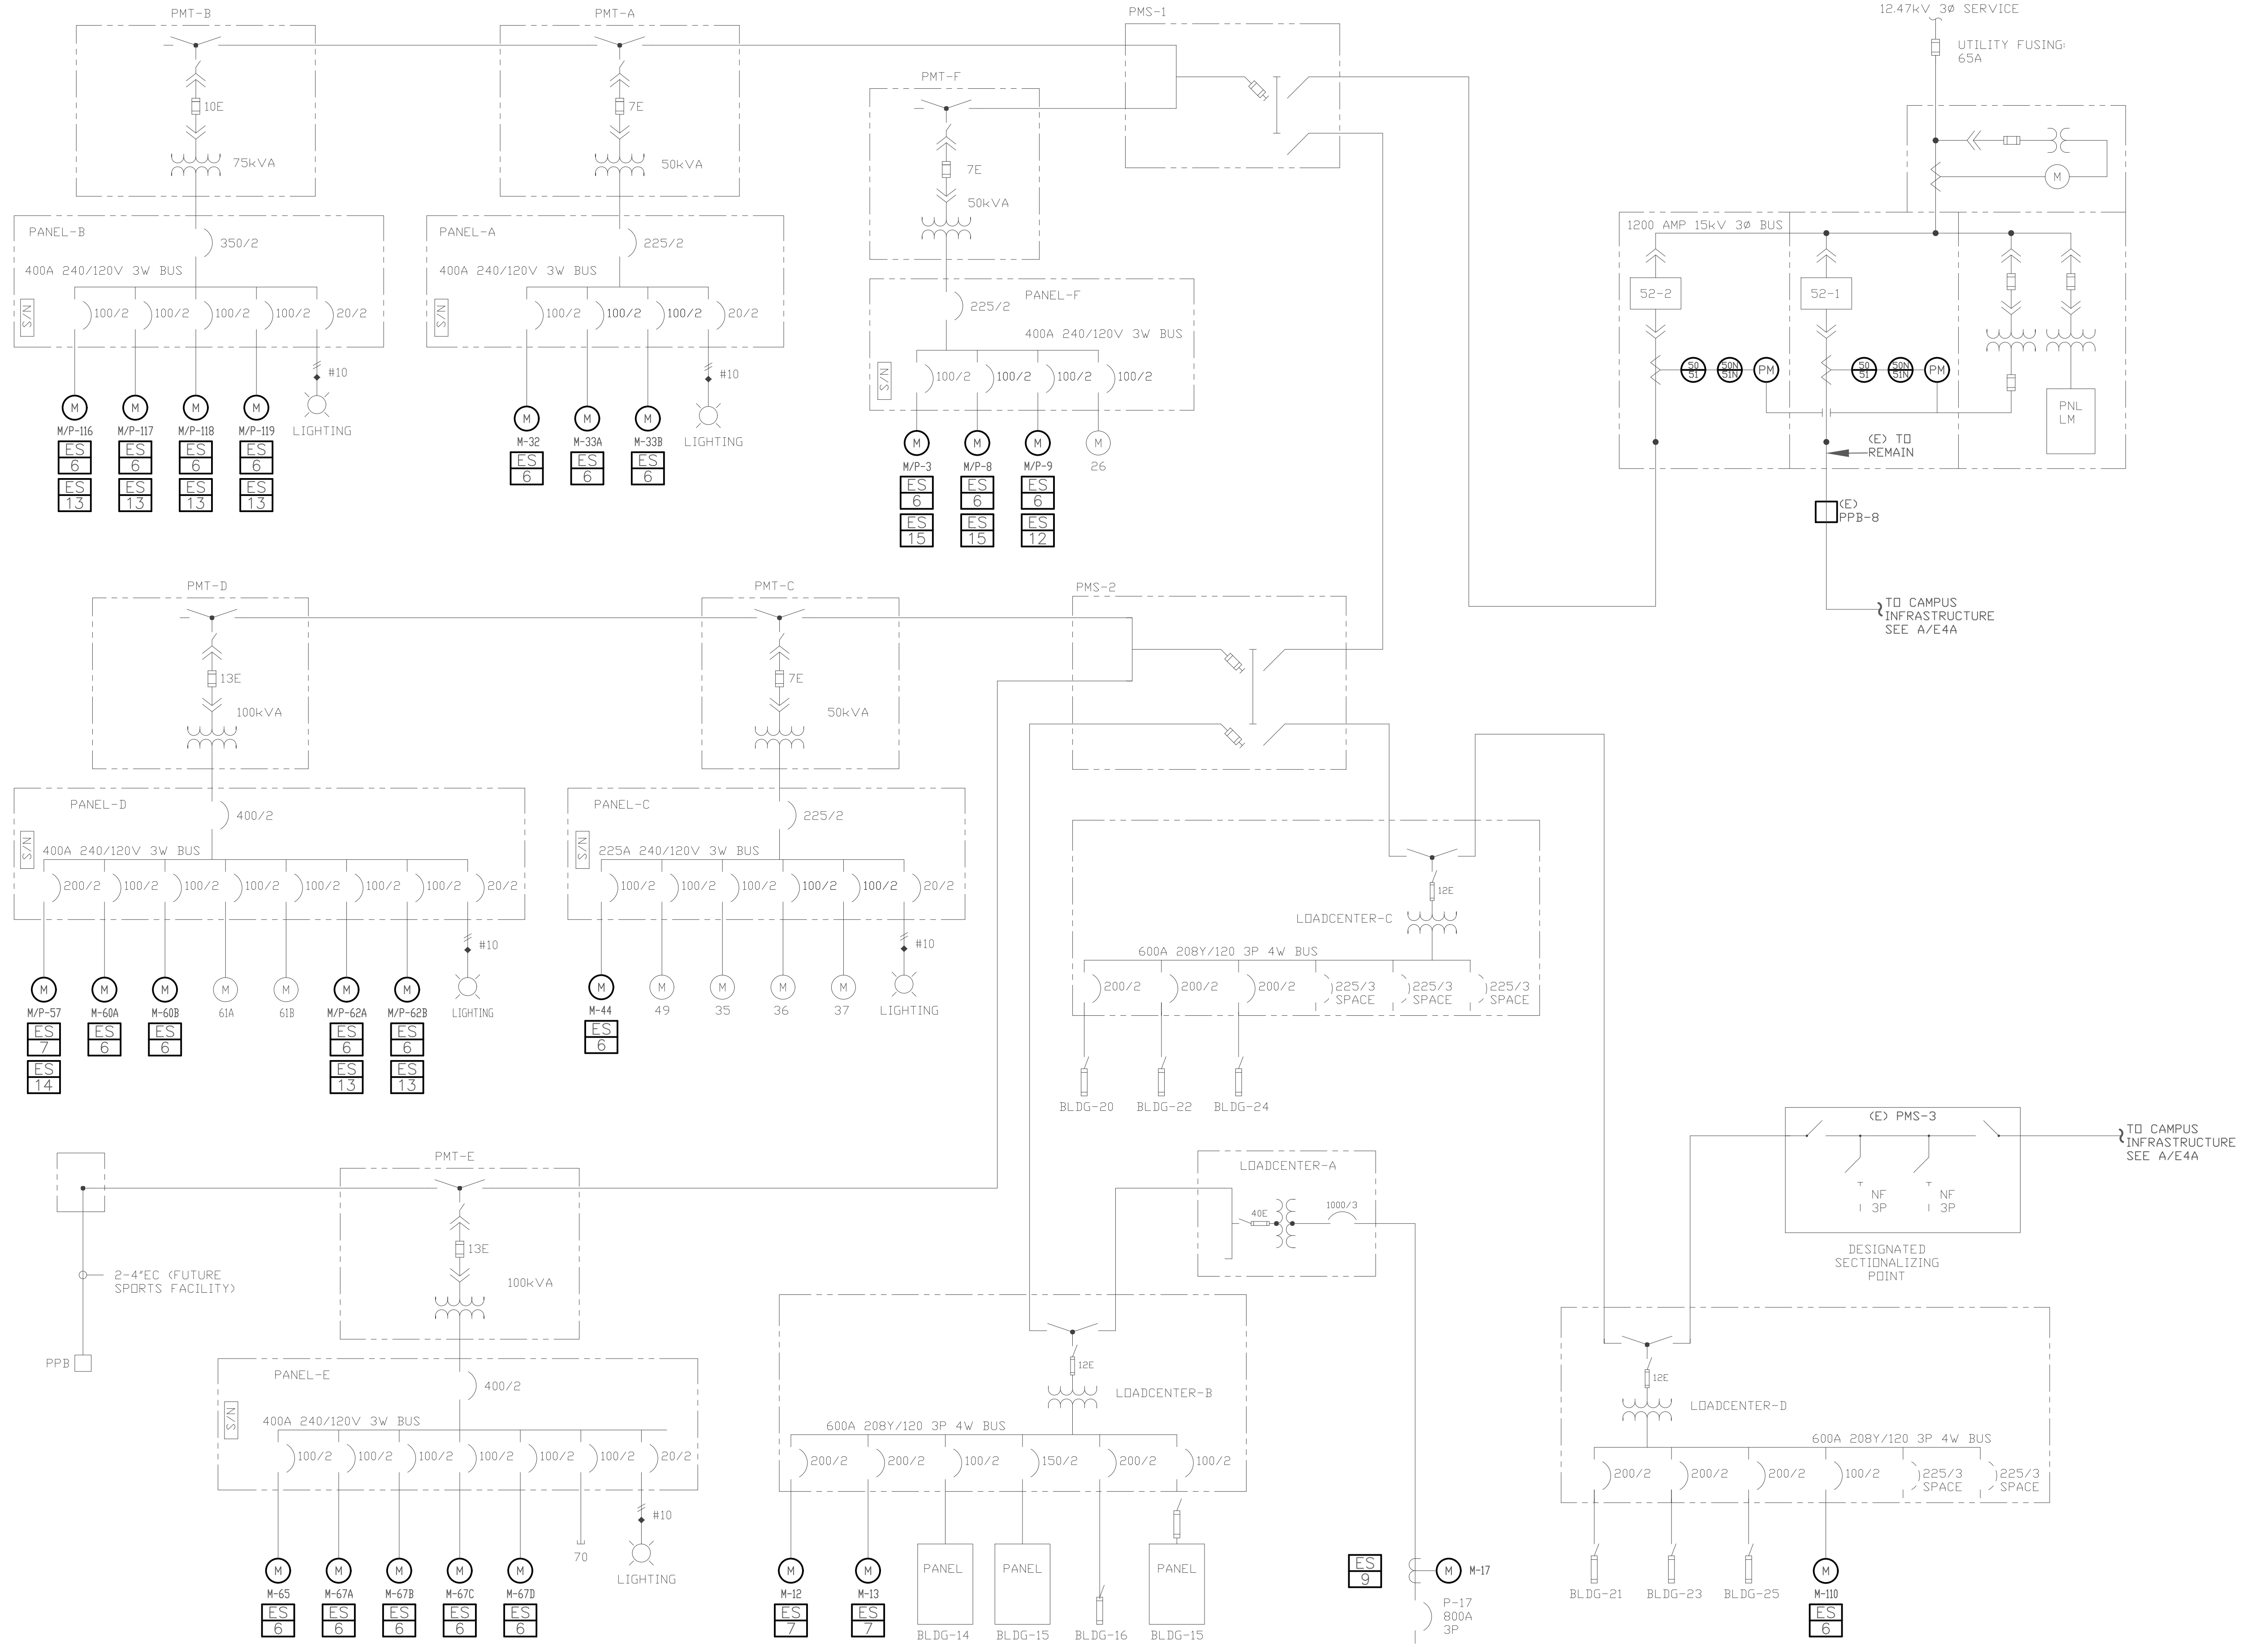 PMT-B
10E
75kVA
PANEL-B
350/2
400A 240/120V 3W BUS
S/N
100/2
100/2
100/2
100/2
20/2
#10
M
M
M
M
M/P-116
M/P-117
M/P-118
M/P-119
LIGHTING
ES
6
ES
6
ES
6
ES
6
ES
13
ES
13
ES
13
ES
13
PMT-A
7E
50kVA
PANEL-A
225/2
400A 240/120V 3W BUS
S/N
100/2
100/2
100/2
20/2
#10
M
M
M
M-32
M-33A
M-33B
LIGHTING
ES
6
ES
6
ES
6
PMS-1
PMT-F
7E
50kVA
225/2
PANEL-F
400A 240/120V 3W BUS
S/N
100/2
100/2
100/2
100/2
M
M
M
M
M/P-3
M/P-8
M/P-9
26
ES
6
ES
6
ES
6
ES
15
ES
15
ES
12
12.47kV 3Ø SERVICE
UTILITY FUSING:
65A
M
1200 AMP 15kV 3Ø BUS
52-2
52-1
50
51
50N
51N
PM
50
51
50N
51N
PM
PNL
LM
(E) TO
REMAIN
(E)
PPB-8
TO CAMPUS
INFRASTRUCTURE
SEE A/E4A
PMT-D
13E
100kVA
PANEL-D
400/2
S/N
400A 240/120V 3W BUS
200/2
100/2
100/2
100/2
100/2
100/2
100/2
20/2
#10
M
M
M
M
M
M
M
M/P-57
M-60A
M-60B
61A
61B
M/P-62A
M/P-62B
LIGHTING
ES
7
ES
6
ES
6
ES
6
ES
6
ES
14
ES
13
ES
13
PMT-C
7E
50kVA
PANEL-C
225/2
S/N
225A 240/120V 3W BUS
100/2
100/2
100/2
100/2
100/2
20/2
#10
M
M
M
M
M
M-44
49
35
36
37
LIGHTING
ES
6
PMS-2
LOADCENTER-C
12E
600A 208Y/120 3P 4W BUS
200/2
200/2
200/2
225/3
SPACE
225/3
SPACE
225/3
SPACE
BLDG-20
BLDG-22
BLDG-24
(E) PMS-3
NF
3P
NF
3P
TO CAMPUS
INFRASTRUCTURE
SEE A/E4A
DESIGNATED
SECTIONALIZING
POINT
2-4"EC (FUTURE
SPORTS FACILITY)
PPB
PMT-E
13E
100kVA
PANEL-E
400/2
S/N
400A 240/120V 3W BUS
100/2
100/2
100/2
100/2
100/2
100/2
20/2
#10
M
M
M
M
M
M-65
M-67A
M-67B
M-67C
M-67D
70
LIGHTING
ES
6
ES
6
ES
6
ES
6
ES
6
LOADCENTER-A
40E
1000/3
12E
LOADCENTER-B
600A 208Y/120 3P 4W BUS
200/2
200/2
100/2
150/2
200/2
100/2
M
M
PANEL
PANEL
PANEL
M-12
M-13
ES
7
ES
7
BLDG-14
BLDG-15
BLDG-16
BLDG-15
ES
9
M
M-17
P-17
800A
3P
12E
LOADCENTER-D
600A 208Y/120 3P 4W BUS
200/2
200/2
200/2
100/2
225/3
SPACE
225/3
SPACE
BLDG-21
BLDG-23
BLDG-25
M
M-110
ES
6